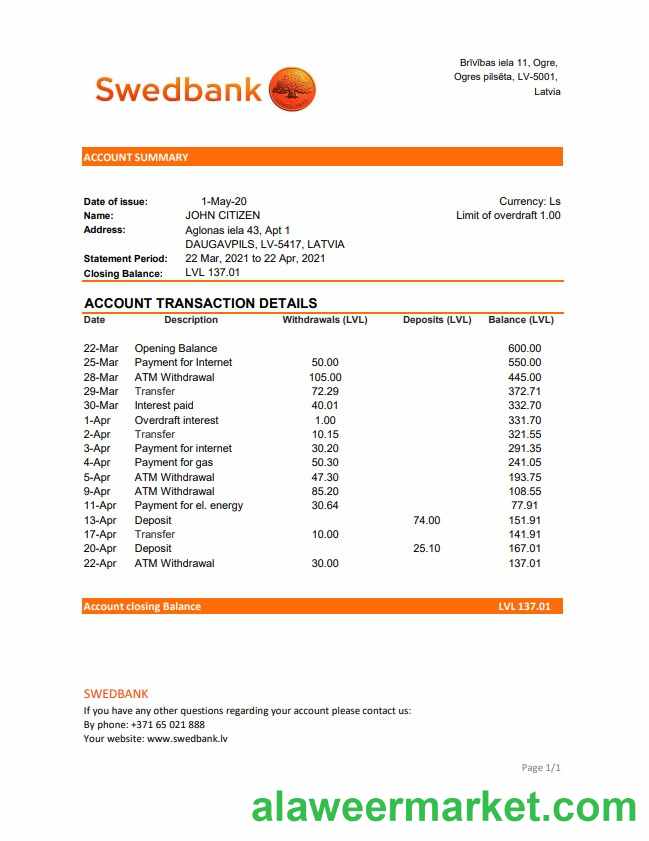 Swedbank
Brīvības iela 11, Ogre,
Ogres pilsēta, LV-5001,
Latvia
ACCOUNT SUMMARY
Date of issue: 1-May-20 Currency: Ls
Name: JOHN CITIZEN Limit of overdraft 1.00
Address: Aglonas iela 43, Apt 1
DAUGAVPILS, LV-5417, LATVIA
Statement Period: 22 Mar, 2021 to 22 Apr, 2021
Closing Balance: LVL 137.01
ACCOUNT TRANSACTION DETAILS
Date Description Withdrawals (LVL) Deposits (LVL) Balance (LVL)
22-Mar Opening Balance 600.00
25-Mar Payment for Internet 50.00 550.00
28-Mar ATM Withdrawal 105.00 445.00
29-Mar Transfer 72.29 372.71
30-Mar Interest paid 40.01 332.70
1-Apr Overdraft interest 1.00 331.70
2-Apr Transfer 10.15 321.55
3-Apr Payment for internet 30,20 291.35
4-Apr Payment for gas 50.30 241.05
5-Apr ATM Withdrawal 47.30 193.75
9-Apr ATM Withdrawal 85.20 108.55
11-Apr Payment for el. energy 30.64 77.91
13-Apr Deposit 74.00 151.91
17-Apr Transfer 10.00 141.91
20-Apr Deposit 25.10 167.01
22-Apr ATM Withdrawal 30.00 137.01
Account closing Balance LVL 137.01
SWEDBANK
If you have any other questions regarding your account please contact us:
By phone: +371 65 021 888
Your website: www.swedbank.lv
Page 1/1
alaweermarket.com